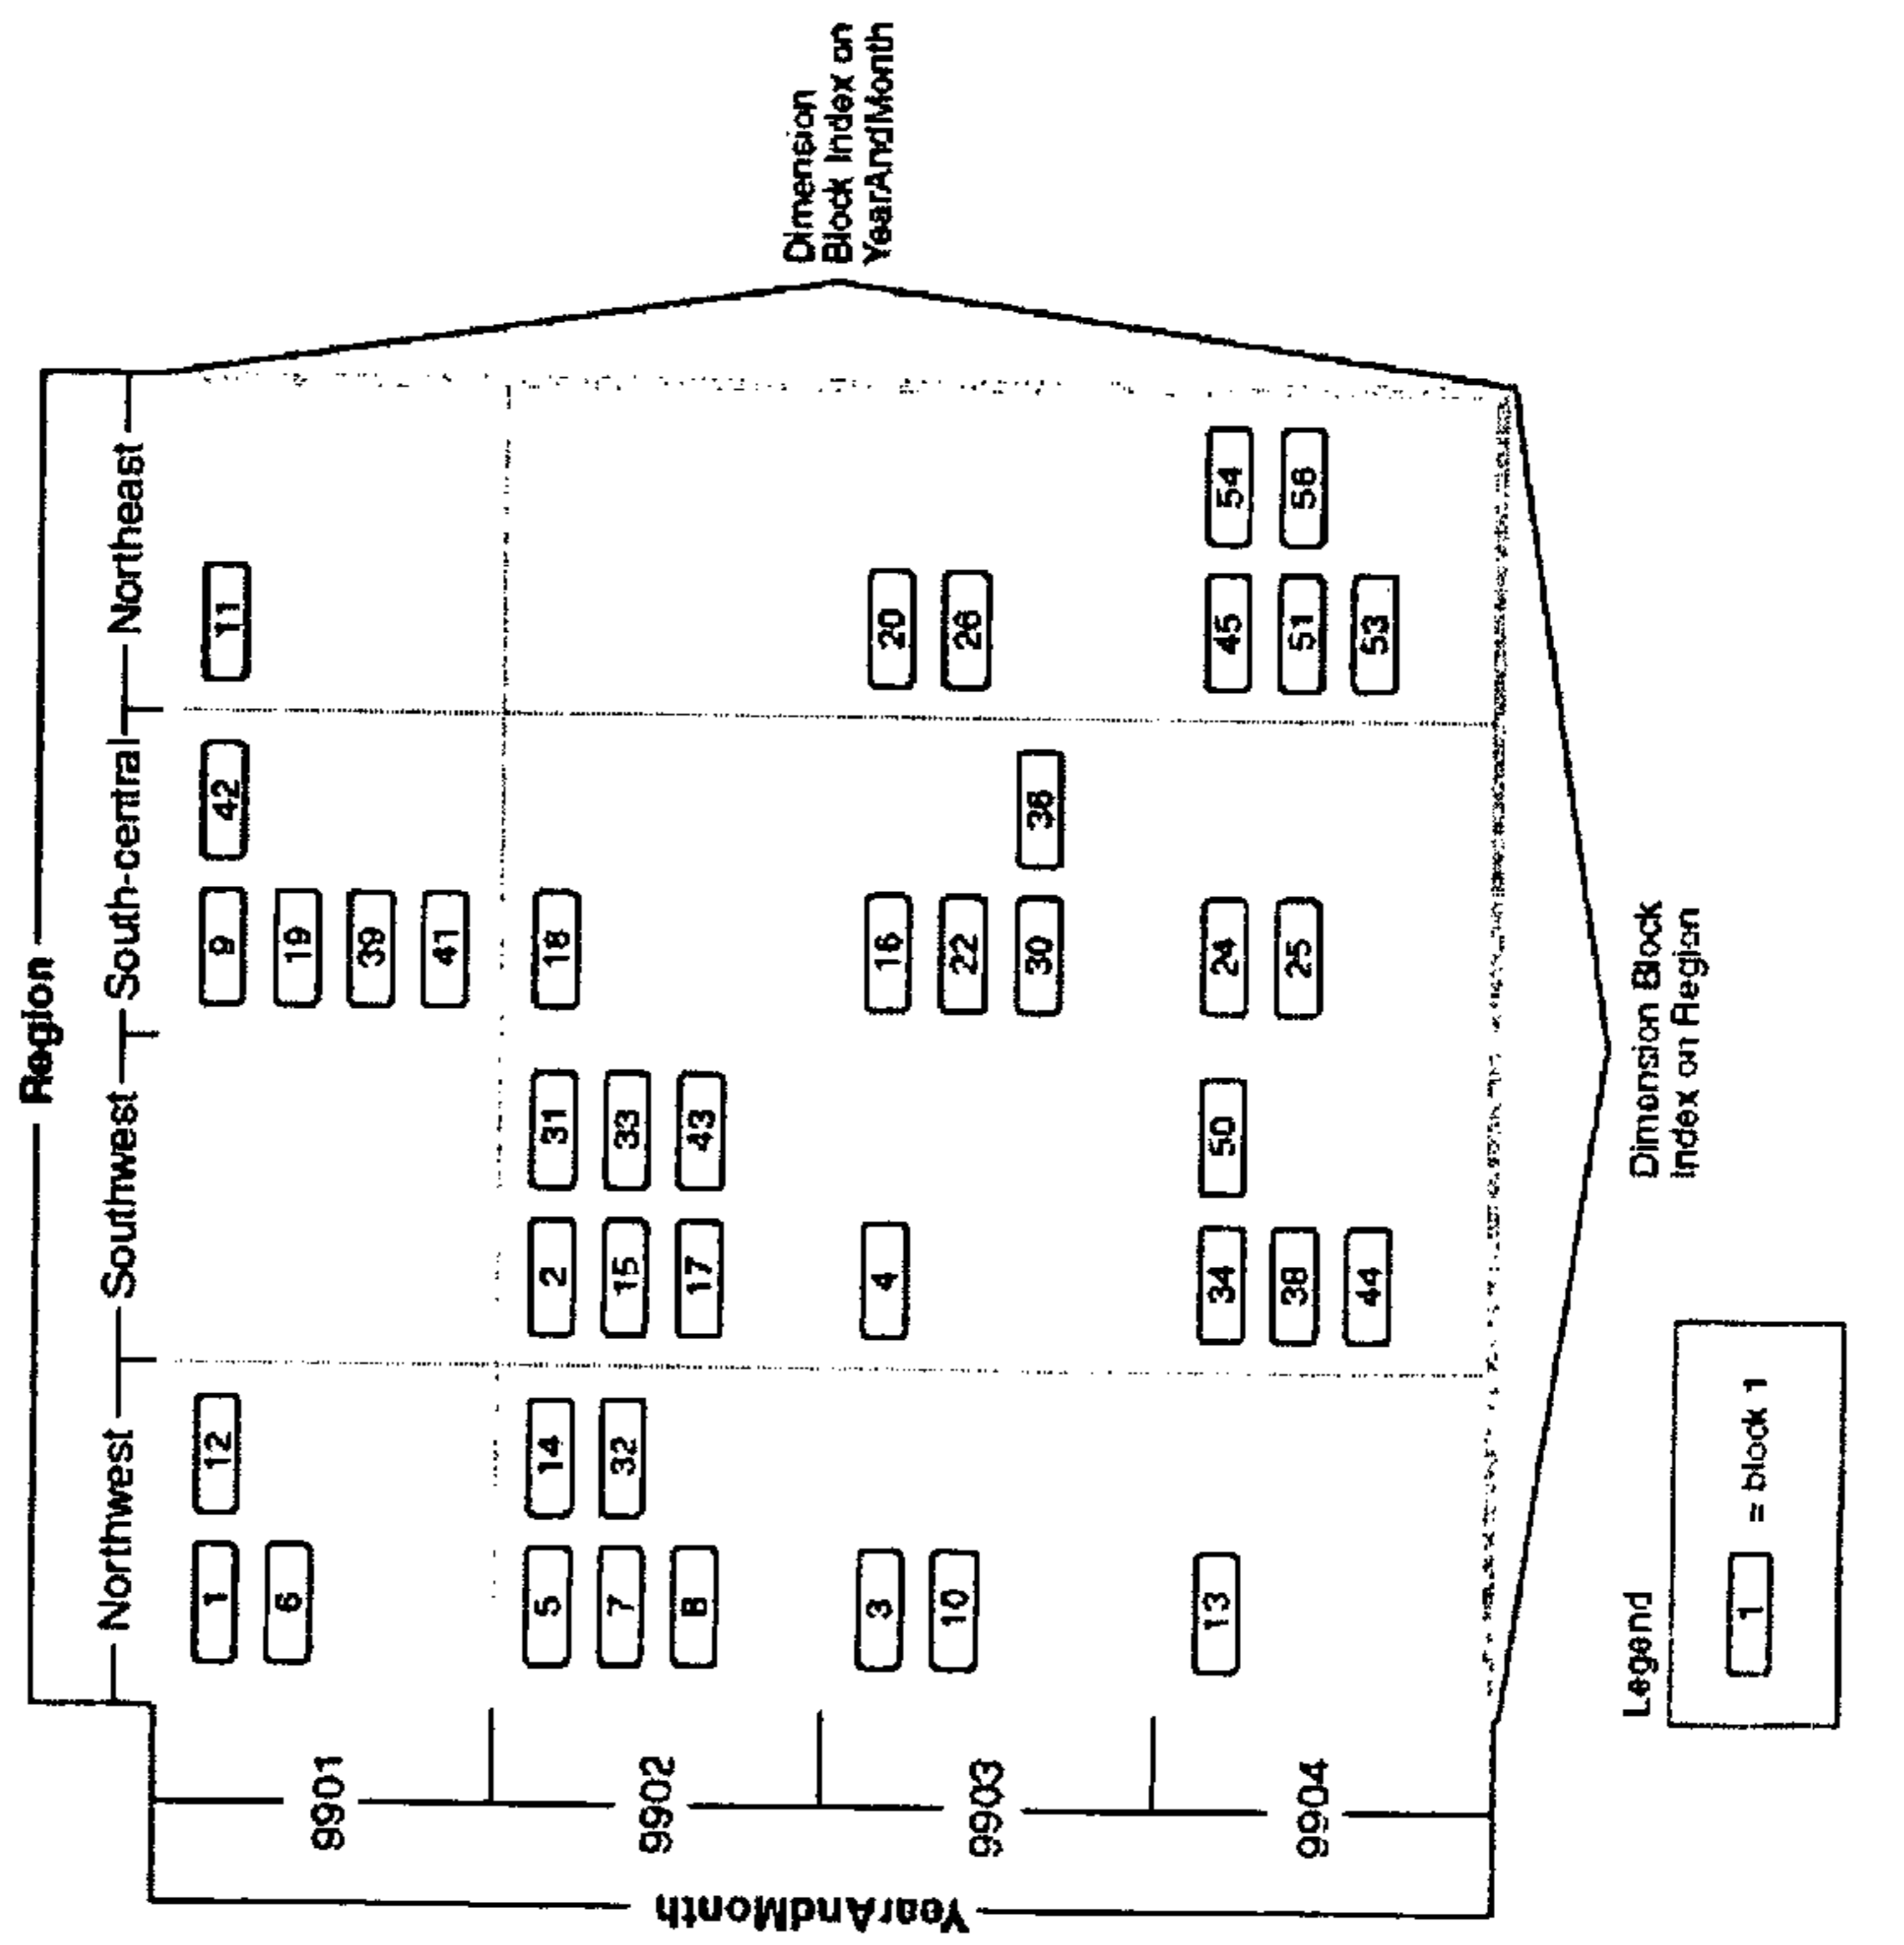 Region
Northwest Southwest South-central Northeast
YearAndMonth
9901
1 12 9 42 11
6 19
39
41
9902
5 14 2 31 18
7 32 15 33
8 17 43
9903
3 4 16 20
10 22 26
30 36
9904
13 34 50 24 45 54
38 25 51 56
44 53
Dimension
Block Index on
YearAndMonth
Dimension Block
Index on Region
Legend
1 = block 1